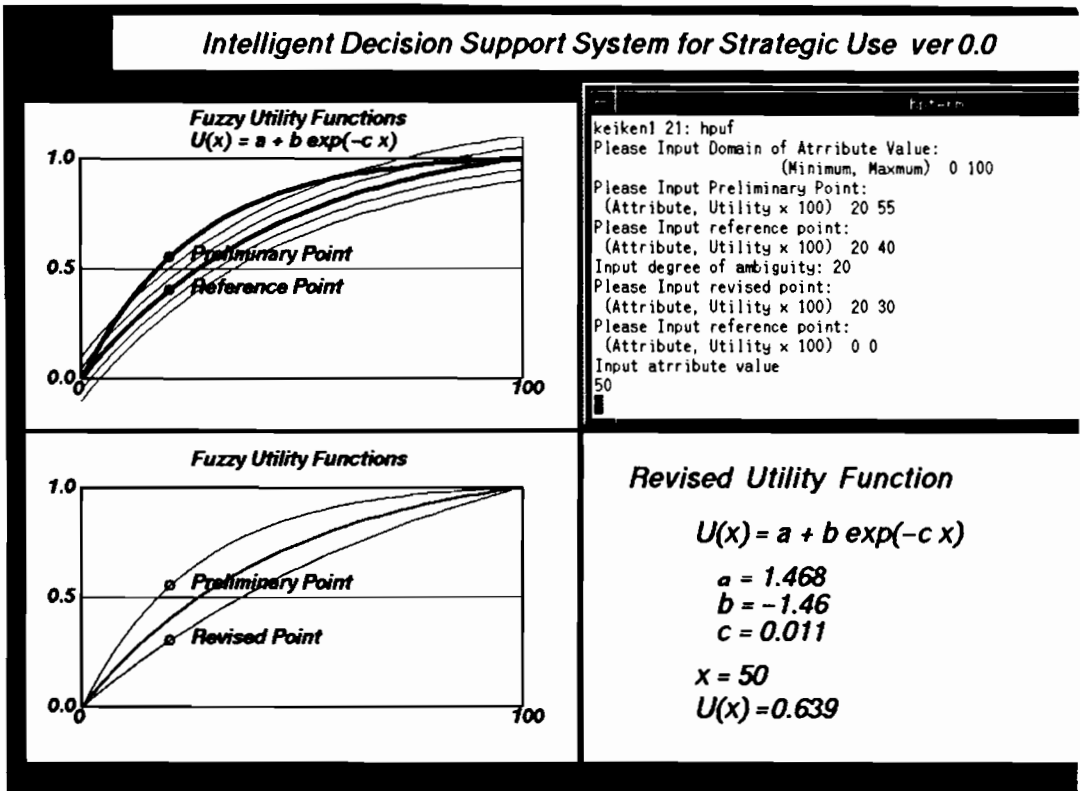 Intelligent Decision Support System for Strategic Use ver 0.0
Fuzzy Utility Functions
U(x) = a + b exp(-c x)
1.0
Preliminary Point
0.5
Reference Point
0.0
0
100
hpterm
keiken1 21: hpuf
Please Input Domain of Atrribute Value:
(Minimum, Maxmum) 0 100
Please Input Preliminary Point:
(Attribute, Utility × 100) 20 55
Please Input reference point:
(Attribute, Utility × 100) 20 40
Input degree of ambiguity: 20
Please Input revised point:
(Attribute, Utility × 100) 20 30
Please Input reference point:
(Attribute, Utility × 100) 0 0
Input atrribute value
50
Fuzzy Utility Functions
1.0
Preliminary Point
0.5
Revised Point
0.0
0
100
Revised Utility Function
U(x) = a + b exp(-c x)
a = 1.468
b = -1.46
c = 0.011
x = 50
U(x) =0.639